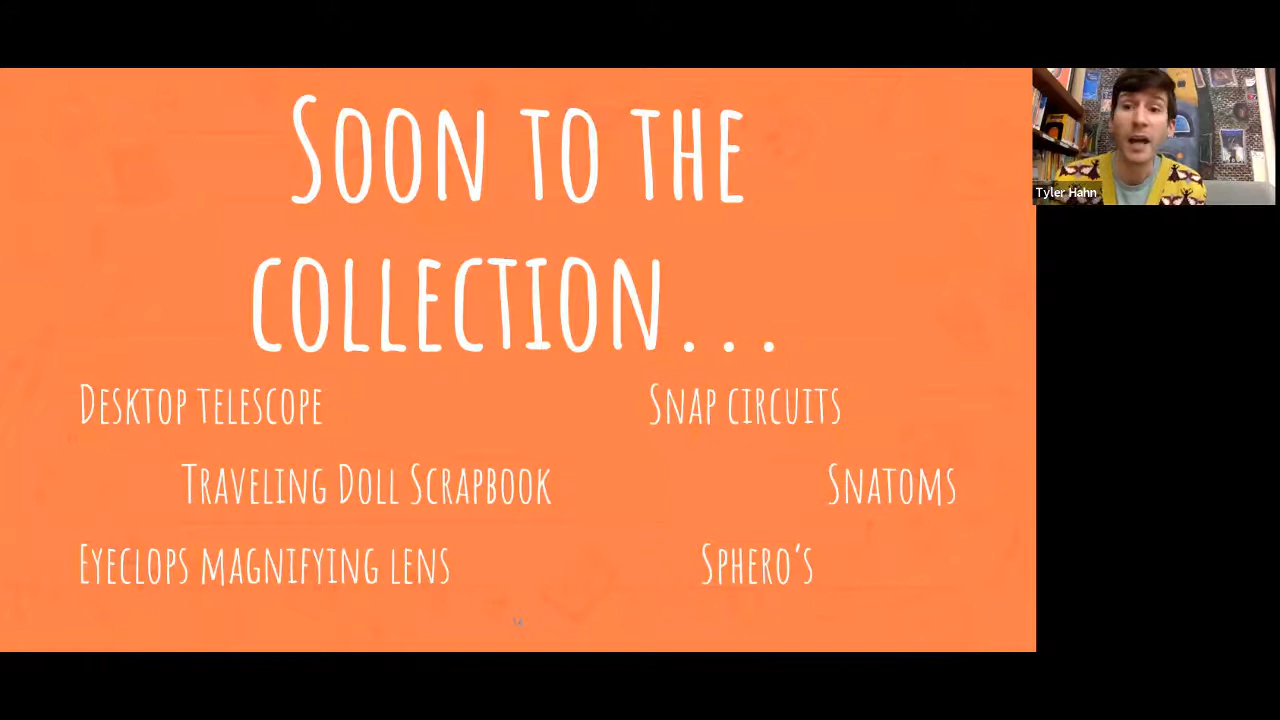 Soon to the
collection...
Desktop telescope
Snap circuits
Traveling Doll Scrapbook
Snatoms
Eyeclops magnifying lens
Sphero's
Tyler Hahn